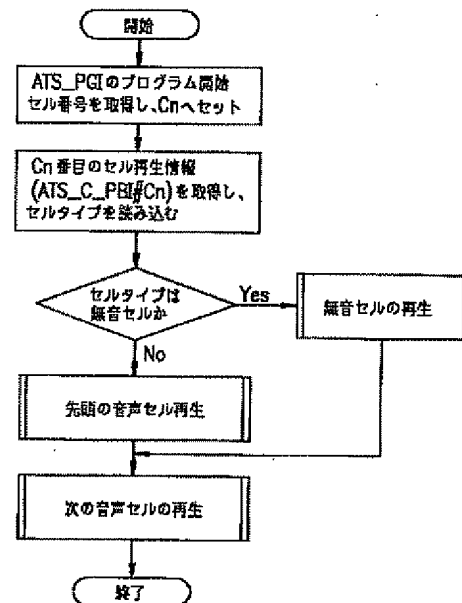 開始
ATS_PGIのプログラム開始
セル番号を取得し、Cnへセット
Cn番目のセル再生情報
(ATS_C_PBI#Cn)を取得し、
セルタイプを読み込む
セルタイプは
無音セルか
Yes
無音セルの再生
No
先頭の音声セル再生
次の音声セルの再生
終了